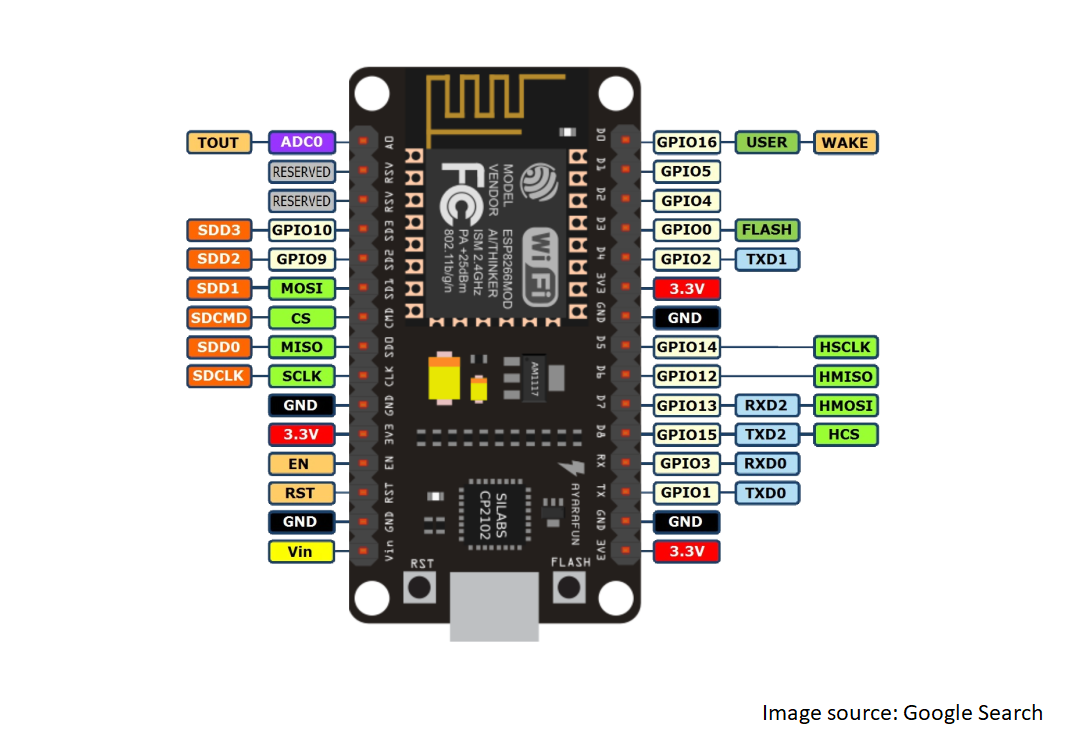 TOUT ADC0 A0 D0 GPIO16 USER WAKE
RESERVED RSV D1 GPIO5
RESERVED RSV D2 GPIO4
SDD3 GPIO10 SD3 D3 GPIO0 FLASH
SDD2 GPIO9 SD2 D4 GPIO2 TXD1
SDD1 MOSI SD1 3V3 3.3V
SDCMD CS CMD GND GND
SDD0 MISO SD0 D5 GPIO14 HSCLK
SDCLK SCLK CLK D6 GPIO12 HMISO
GND GND D7 GPIO13 RXD2 HMOSI
3.3V 3V3 D8 GPIO15 TXD2 HCS
EN EN RX GPIO3 RXD0
RST RST TX GPIO1 TXD0
GND GND GND GND
Vin Vin 3V3 3.3V
MODEL ESP8266MOD
VENDOR AI/THINKER
ISM 2.4GHz
PA +25dBm
802.11b/g/n
FC
WiFi
AM1117
SILABS
CP2102
AYARAFUN
RST
FLASH
Image source: Google Search